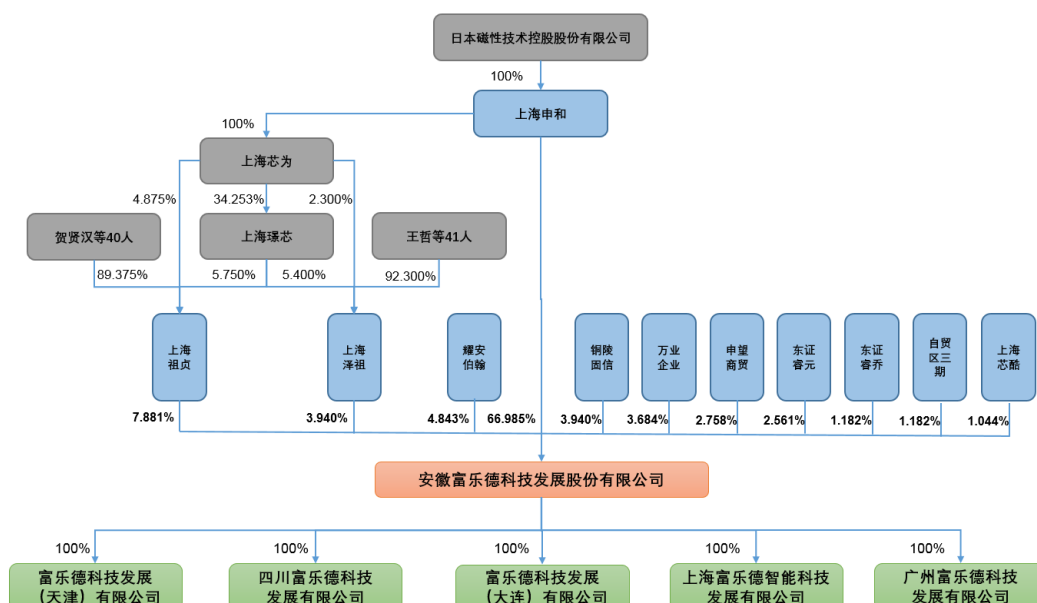 日本磁性技术控股股份有限公司
100%
上海申和
100%
上海芯为
4.875%
34.253%
2.300%
贺贤汉等40人
上海璟芯
王哲等41人
89.375%
5.750%
5.400%
92.300%
上海
祖贞
上海
泽祖
耀安
伯翰
铜陵
固信
万业
企业
申望
商贸
东证
睿元
东证
睿乔
自贸
区三
期
上海
芯酷
7.881%
3.940%
4.843%
66.985%
3.940%
3.684%
2.758%
2.561%
1.182%
1.182%
1.044%
安徽富乐德科技发展股份有限公司
100%
100%
100%
100%
100%
富乐德科技发展
（天津）有限公司
四川富乐德科技
发展有限公司
富乐德科技发展
（大连）有限公司
上海富乐德智能科技
发展有限公司
广州富乐德科技
发展有限公司